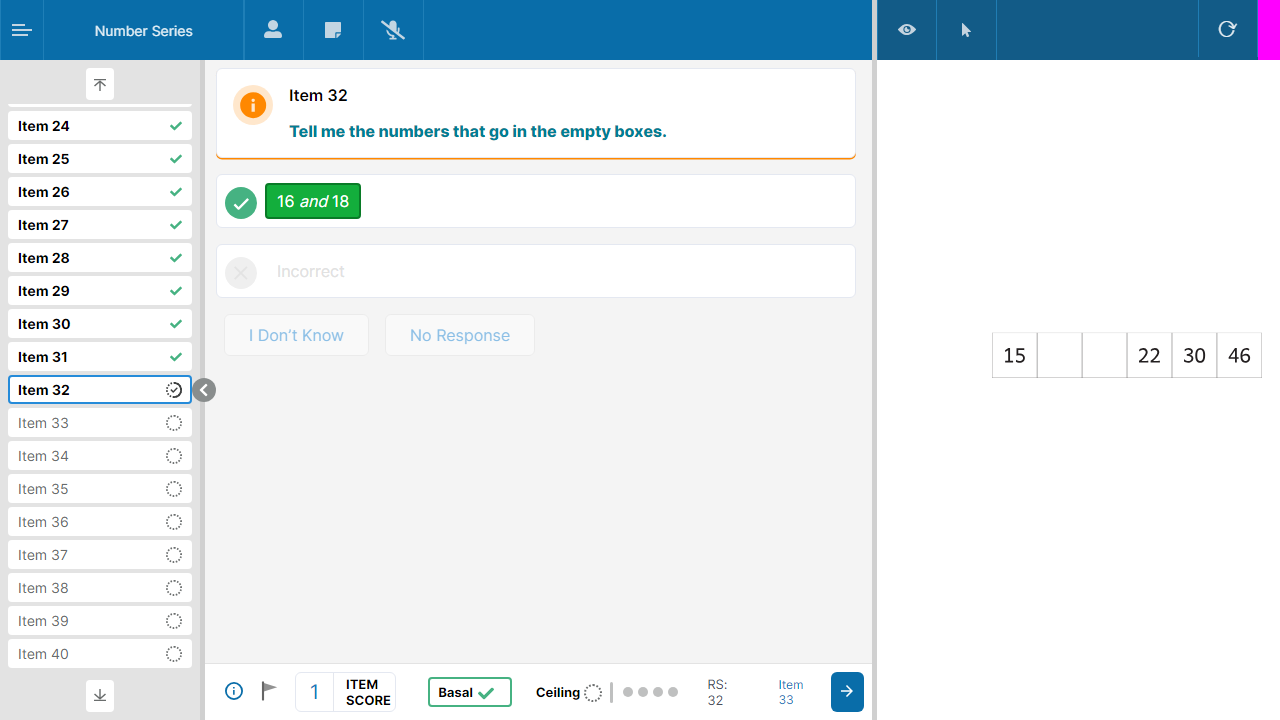 Number Series
Item 24
Item 25
Item 26
Item 27
Item 28
Item 29
Item 30
Item 31
Item 32
Item 33
Item 34
Item 35
Item 36
Item 37
Item 38
Item 39
Item 40
Item 32
Tell me the numbers that go in the empty boxes.
16 and 18
Incorrect
I Don't Know
No Response
1
ITEM
SCORE
Basal
Ceiling
RS:
32
Item
33
15 22 30 46